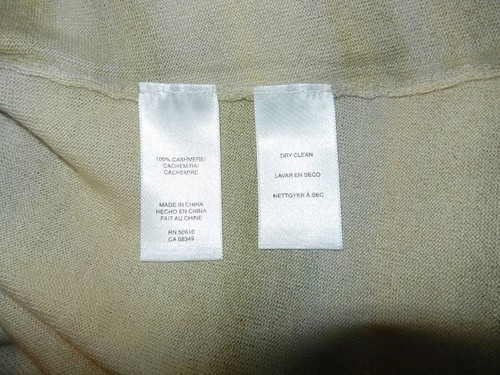 100% CASHMERE/
CACHEMIRA/
CACHEMIRE
MADE IN CHINA
HECHO EN CHINA
FAIT AU CHINE
RN 50610
CA 08349
DRY CLEAN
LAVAR EN SECO
NETTOYER À SEC